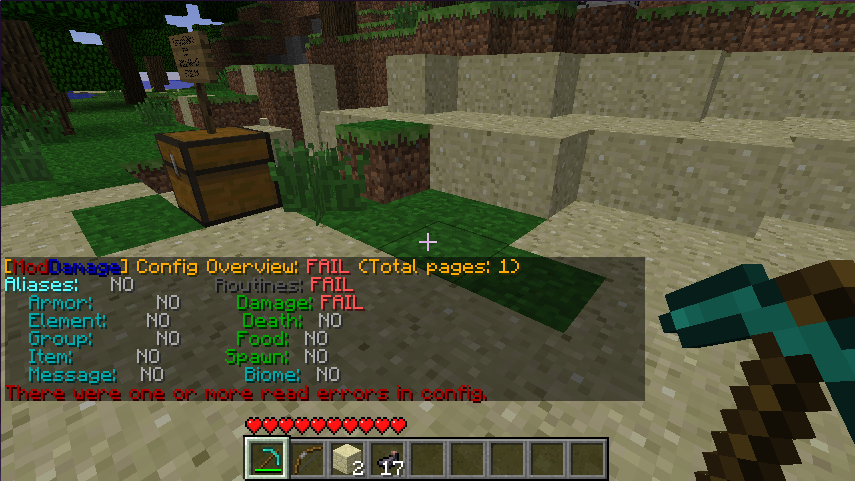 [ModDamage] Config Overview: FAIL (Total pages: 1)
Aliases: NO Routines: FAIL
Armor: NO Damage: FAIL
Element: NO Death: NO
Group: NO Food: NO
Item: NO Spawn: NO
Message: NO Biome: NO
There were one or more read errors in config.
2 17